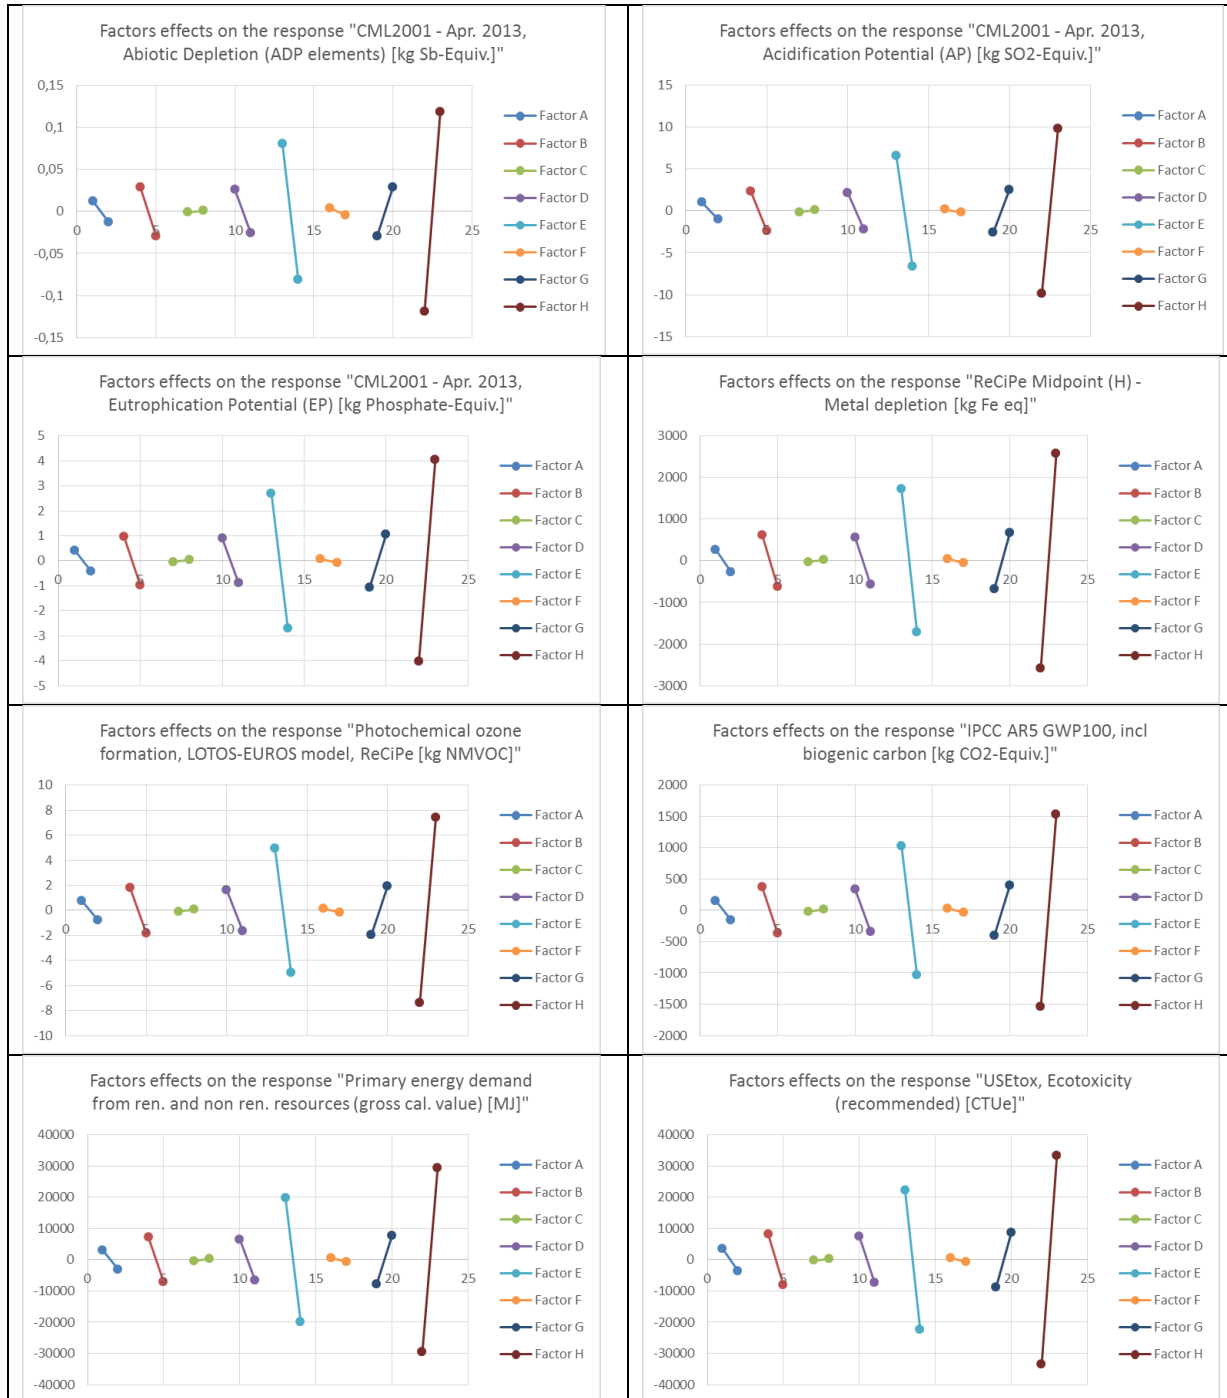 Factors effects on the response "CML2001 - Apr. 2013,
Abiotic Depletion (ADP elements) [kg Sb-Equiv.]"
0,15
0,1
0,05
0
-0,05
-0,1
-0,15
0
5
10
15
20
25
Factor A
Factor B
Factor C
Factor D
Factor E
Factor F
Factor G
Factor H
Factors effects on the response "CML2001 - Apr. 2013,
Acidification Potential (AP) [kg SO2-Equiv.]"
15
10
5
0
-5
-10
-15
0
5
10
15
20
25
Factor A
Factor B
Factor C
Factor D
Factor E
Factor F
Factor G
Factor H
Factors effects on the response "CML2001 - Apr. 2013,
Eutrophication Potential (EP) [kg Phosphate-Equiv.]"
5
4
3
2
1
0
-1
-2
-3
-4
-5
0
5
10
15
20
25
Factor A
Factor B
Factor C
Factor D
Factor E
Factor F
Factor G
Factor H
Factors effects on the response "ReCiPe Midpoint (H) -
Metal depletion [kg Fe eq]"
3000
2000
1000
0
-1000
-2000
-3000
0
5
10
15
20
25
Factor A
Factor B
Factor C
Factor D
Factor E
Factor F
Factor G
Factor H
Factors effects on the response "Photochemical ozone
formation, LOTOS-EUROS model, ReCiPe [kg NMVOC]"
10
8
6
4
2
0
-2
-4
-6
-8
-10
0
5
10
15
20
25
Factor A
Factor B
Factor C
Factor D
Factor E
Factor F
Factor G
Factor H
Factors effects on the response "IPCC AR5 GWP100, incl
biogenic carbon [kg CO2-Equiv.]"
2000
1500
1000
500
0
-500
-1000
-1500
-2000
0
5
10
15
20
25
Factor A
Factor B
Factor C
Factor D
Factor E
Factor F
Factor G
Factor H
Factors effects on the response "Primary energy demand
from ren. and non ren. resources (gross cal. value) [MJ]"
40000
30000
20000
10000
0
-10000
-20000
-30000
-40000
0
5
10
15
20
25
Factor A
Factor B
Factor C
Factor D
Factor E
Factor F
Factor G
Factor H
Factors effects on the response "USEtox, Ecotoxicity
(recommended) [CTUe]"
40000
30000
20000
10000
0
-10000
-20000
-30000
-40000
0
5
10
15
20
25
Factor A
Factor B
Factor C
Factor D
Factor E
Factor F
Factor G
Factor H